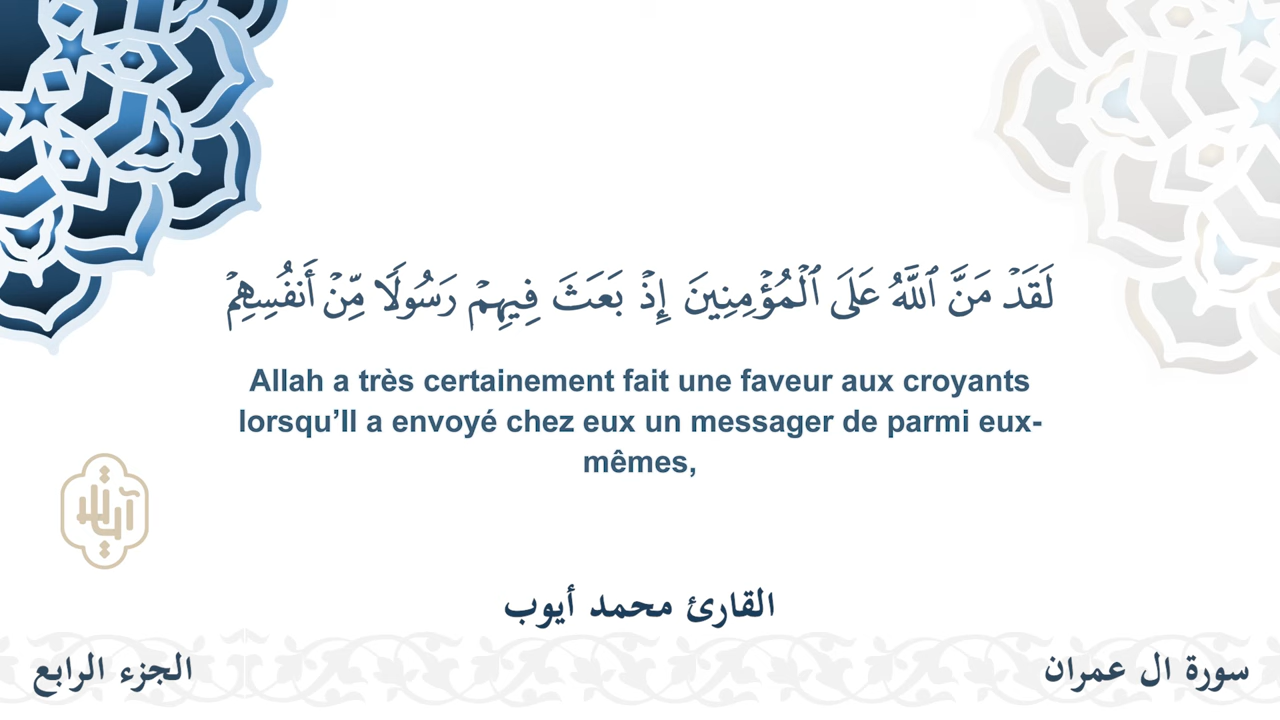 لَقَدۡ مَنَّ ٱللَّهُ عَلَى ٱلۡمُؤۡمِنِينَ إِذۡ بَعَثَ فِيهِمۡ رَسُولٗا مِّنۡ أَنفُسِهِمۡ
Allah a très certainement fait une faveur aux croyants
lorsqu’Il a envoyé chez eux un messager de parmi eux-
mêmes,
القارئ محمد أيوب
سورة ال عمران
الجزء الرابع